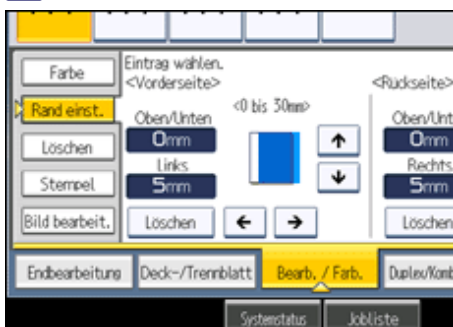 Farbe
Eintrag wählen.
<Vorderseite>
<Rückseite>
Rand einst.
Oben/Unten
<0 bis 30mm>
Oben/Unt
0mm
0mm
Löschen
Links
Rechts
5mm
5mm
Stempel
Bild bearbeit.
Löschen
Löschen
Endbearbeitung
Deck-/Trennblatt
Bearb. / Farb.
Duplex/Komb
Systemstatus
Jobliste